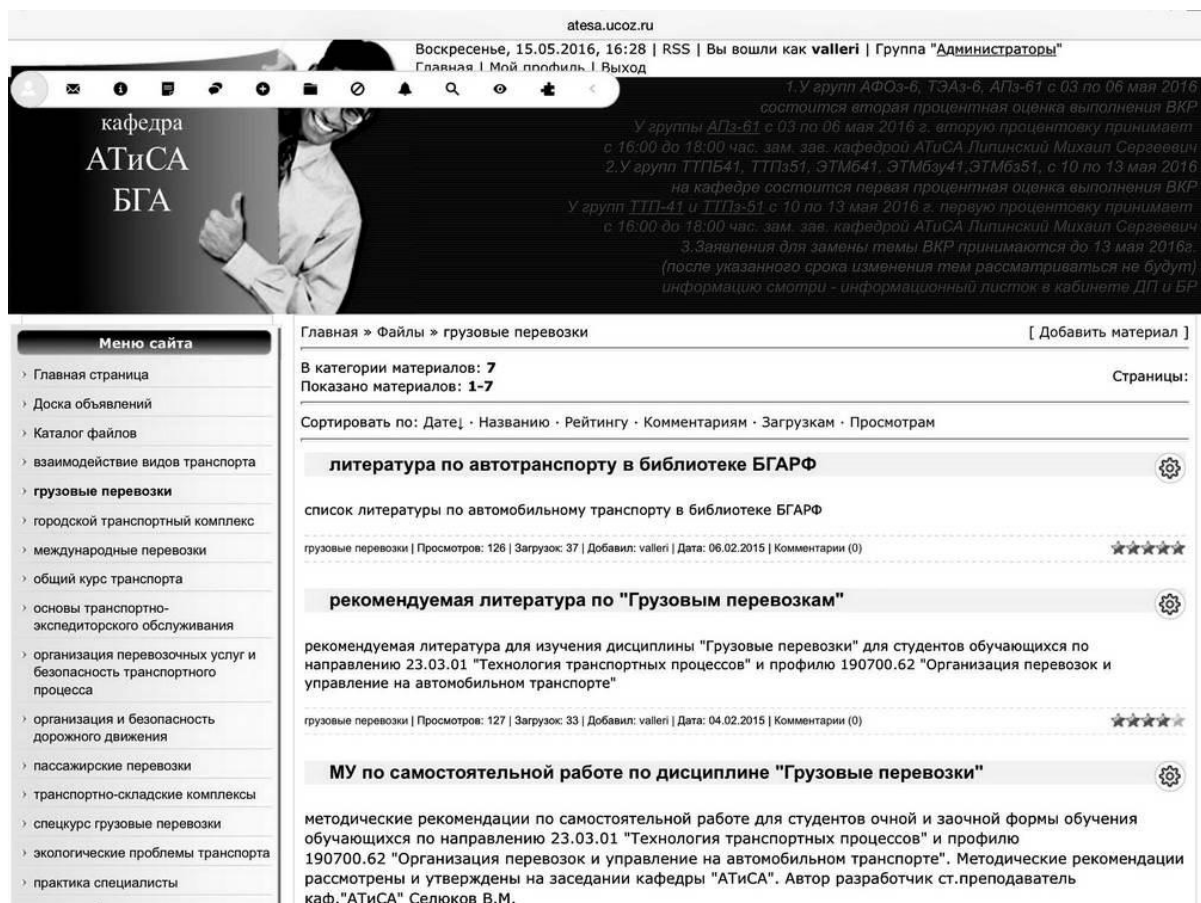 atesa.ucoz.ru
Воскресенье, 15.05.2016, 16:28 | RSS | Вы вошли как valleri | Группа "Администраторы"
Главная | Мой профиль | Выход
кафедра
АТиСА
БГА
1.У групп АФОз-6, ТЭАз-6, АПз-61 с 03 по 06 мая 2016
состоится вторая процентная оценка выполнения ВКР
У группы АПз-61 с 03 по 06 мая 2016 г. вторую процентовку принимает
с 16:00 до 18:00 час. зам. зав. кафедрой АТиСА Липинский Михаил Сергеевич
2.У групп ТТПБ41, ТТПз51, ЭТМб41, ЭТМбзу41,ЭТМбз51, с 10 по 13 мая 2016
на кафедре состоится первая процентная оценка выполнения ВКР
У групп ТТП-41 и ТТПз-51 с 10 по 13 мая 2016 г. первую процентовку принимает
с 16:00 до 18:00 час. зам. зав. кафедрой АТиСА Липинский Михаил Сергеевич
3.Заявления для замены темы ВКР принимаются до 13 мая 2016г.
(после указанного срока изменения тем рассматриваться не будут)
информацию смотри - информационный листок в кабинете ДП и БР
Меню сайта
Главная страница
Доска объявлений
Каталог файлов
взаимодействие видов транспорта
грузовые перевозки
городской транспортный комплекс
международные перевозки
общий курс транспорта
основы транспортно-
экспедиторского обслуживания
организация перевозочных услуг и
безопасность транспортного
процесса
организация и безопасность
дорожного движения
пассажирские перевозки
транспортно-складские комплексы
спецкурс грузовые перевозки
экологические проблемы транспорта
практика специалисты
Главная » Файлы » грузовые перевозки [ Добавить материал ]
В категории материалов: 7
Показано материалов: 1-7
Страницы:
Сортировать по: Дате↓ · Названию · Рейтингу · Комментариям · Загрузкам · Просмотрам
литература по автотранспорту в библиотеке БГАРФ
список литературы по автомобильному транспорту в библиотеке БГАРФ
грузовые перевозки | Просмотров: 126 | Загрузок: 37 | Добавил: valleri | Дата: 06.02.2015 | Комментарии (0)
рекомендуемая литература по "Грузовым перевозкам"
рекомендуемая литература для изучения дисциплины "Грузовые перевозки" для студентов обучающихся по
направлению 23.03.01 "Технология транспортных процессов" и профилю 190700.62 "Организация перевозок и
управление на автомобильном транспорте"
грузовые перевозки | Просмотров: 127 | Загрузок: 33 | Добавил: valleri | Дата: 04.02.2015 | Комментарии (0)
МУ по самостоятельной работе по дисциплине "Грузовые перевозки"
методические рекомендации по самостоятельной работе для студентов очной и заочной формы обучения
обучающихся по направлению 23.03.01 "Технология транспортных процессов" и профилю
190700.62 "Организация перевозок и управление на автомобильном транспорте". Методические рекомендации
рассмотрены и утверждены на заседании кафедры "АТиСА". Автор разработчик ст.преподаватель
каф."АТиСА" Селюков В.М.